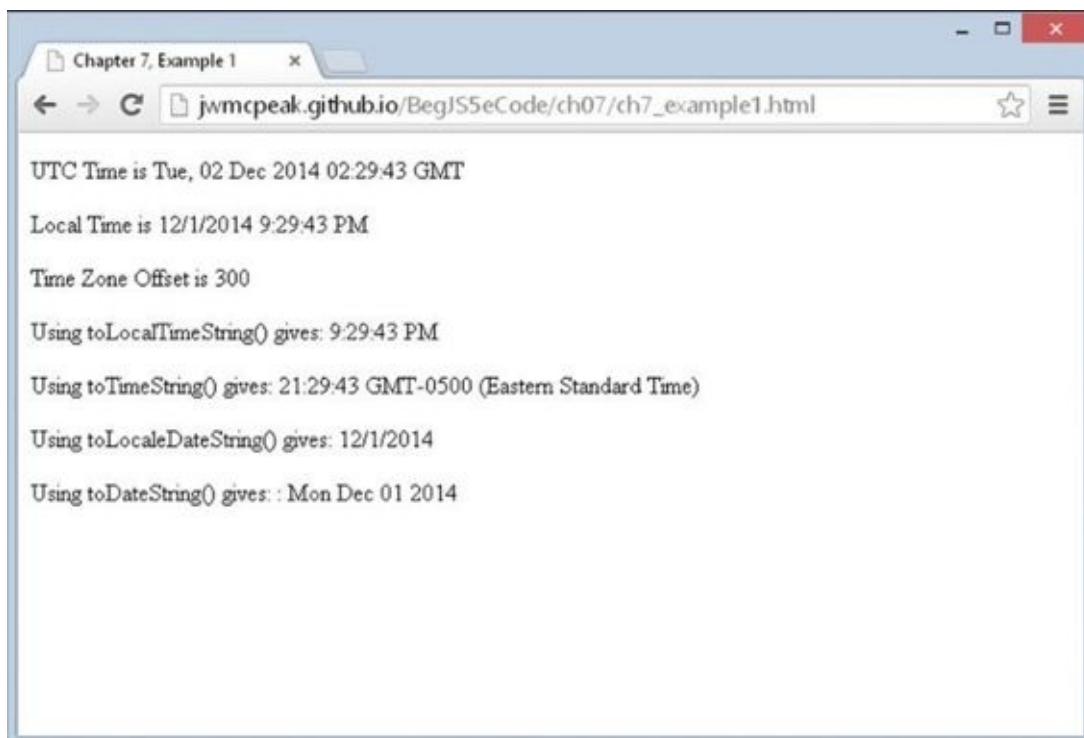 Chapter 7, Example 1
jwmcpeak.github.io/BegJS5eCode/ch07/ch7_example1.html
UTC Time is Tue, 02 Dec 2014 02:29:43 GMT
Local Time is 12/1/2014 9:29:43 PM
Time Zone Offset is 300
Using toLocalTimeString() gives: 9:29:43 PM
Using toTimeString() gives: 21:29:43 GMT-0500 (Eastern Standard Time)
Using toLocaleDateString() gives: 12/1/2014
Using toDateString() gives: : Mon Dec 01 2014